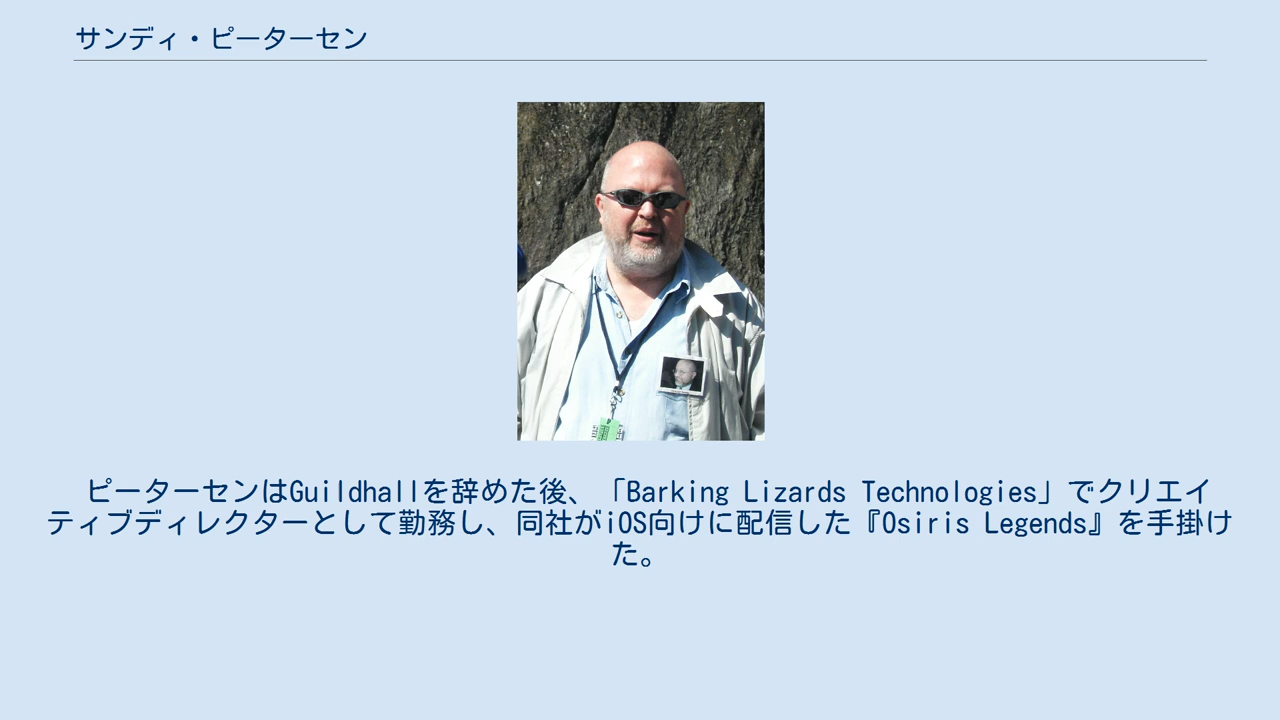 サンディ・ピーターセン
ピーターセンはGuildhallを辞めた後、「Barking Lizards Technologies」でクリエイ
ティブディレクターとして勤務し、同社がiOS向けに配信した『Osiris Legends』を手掛け
た。